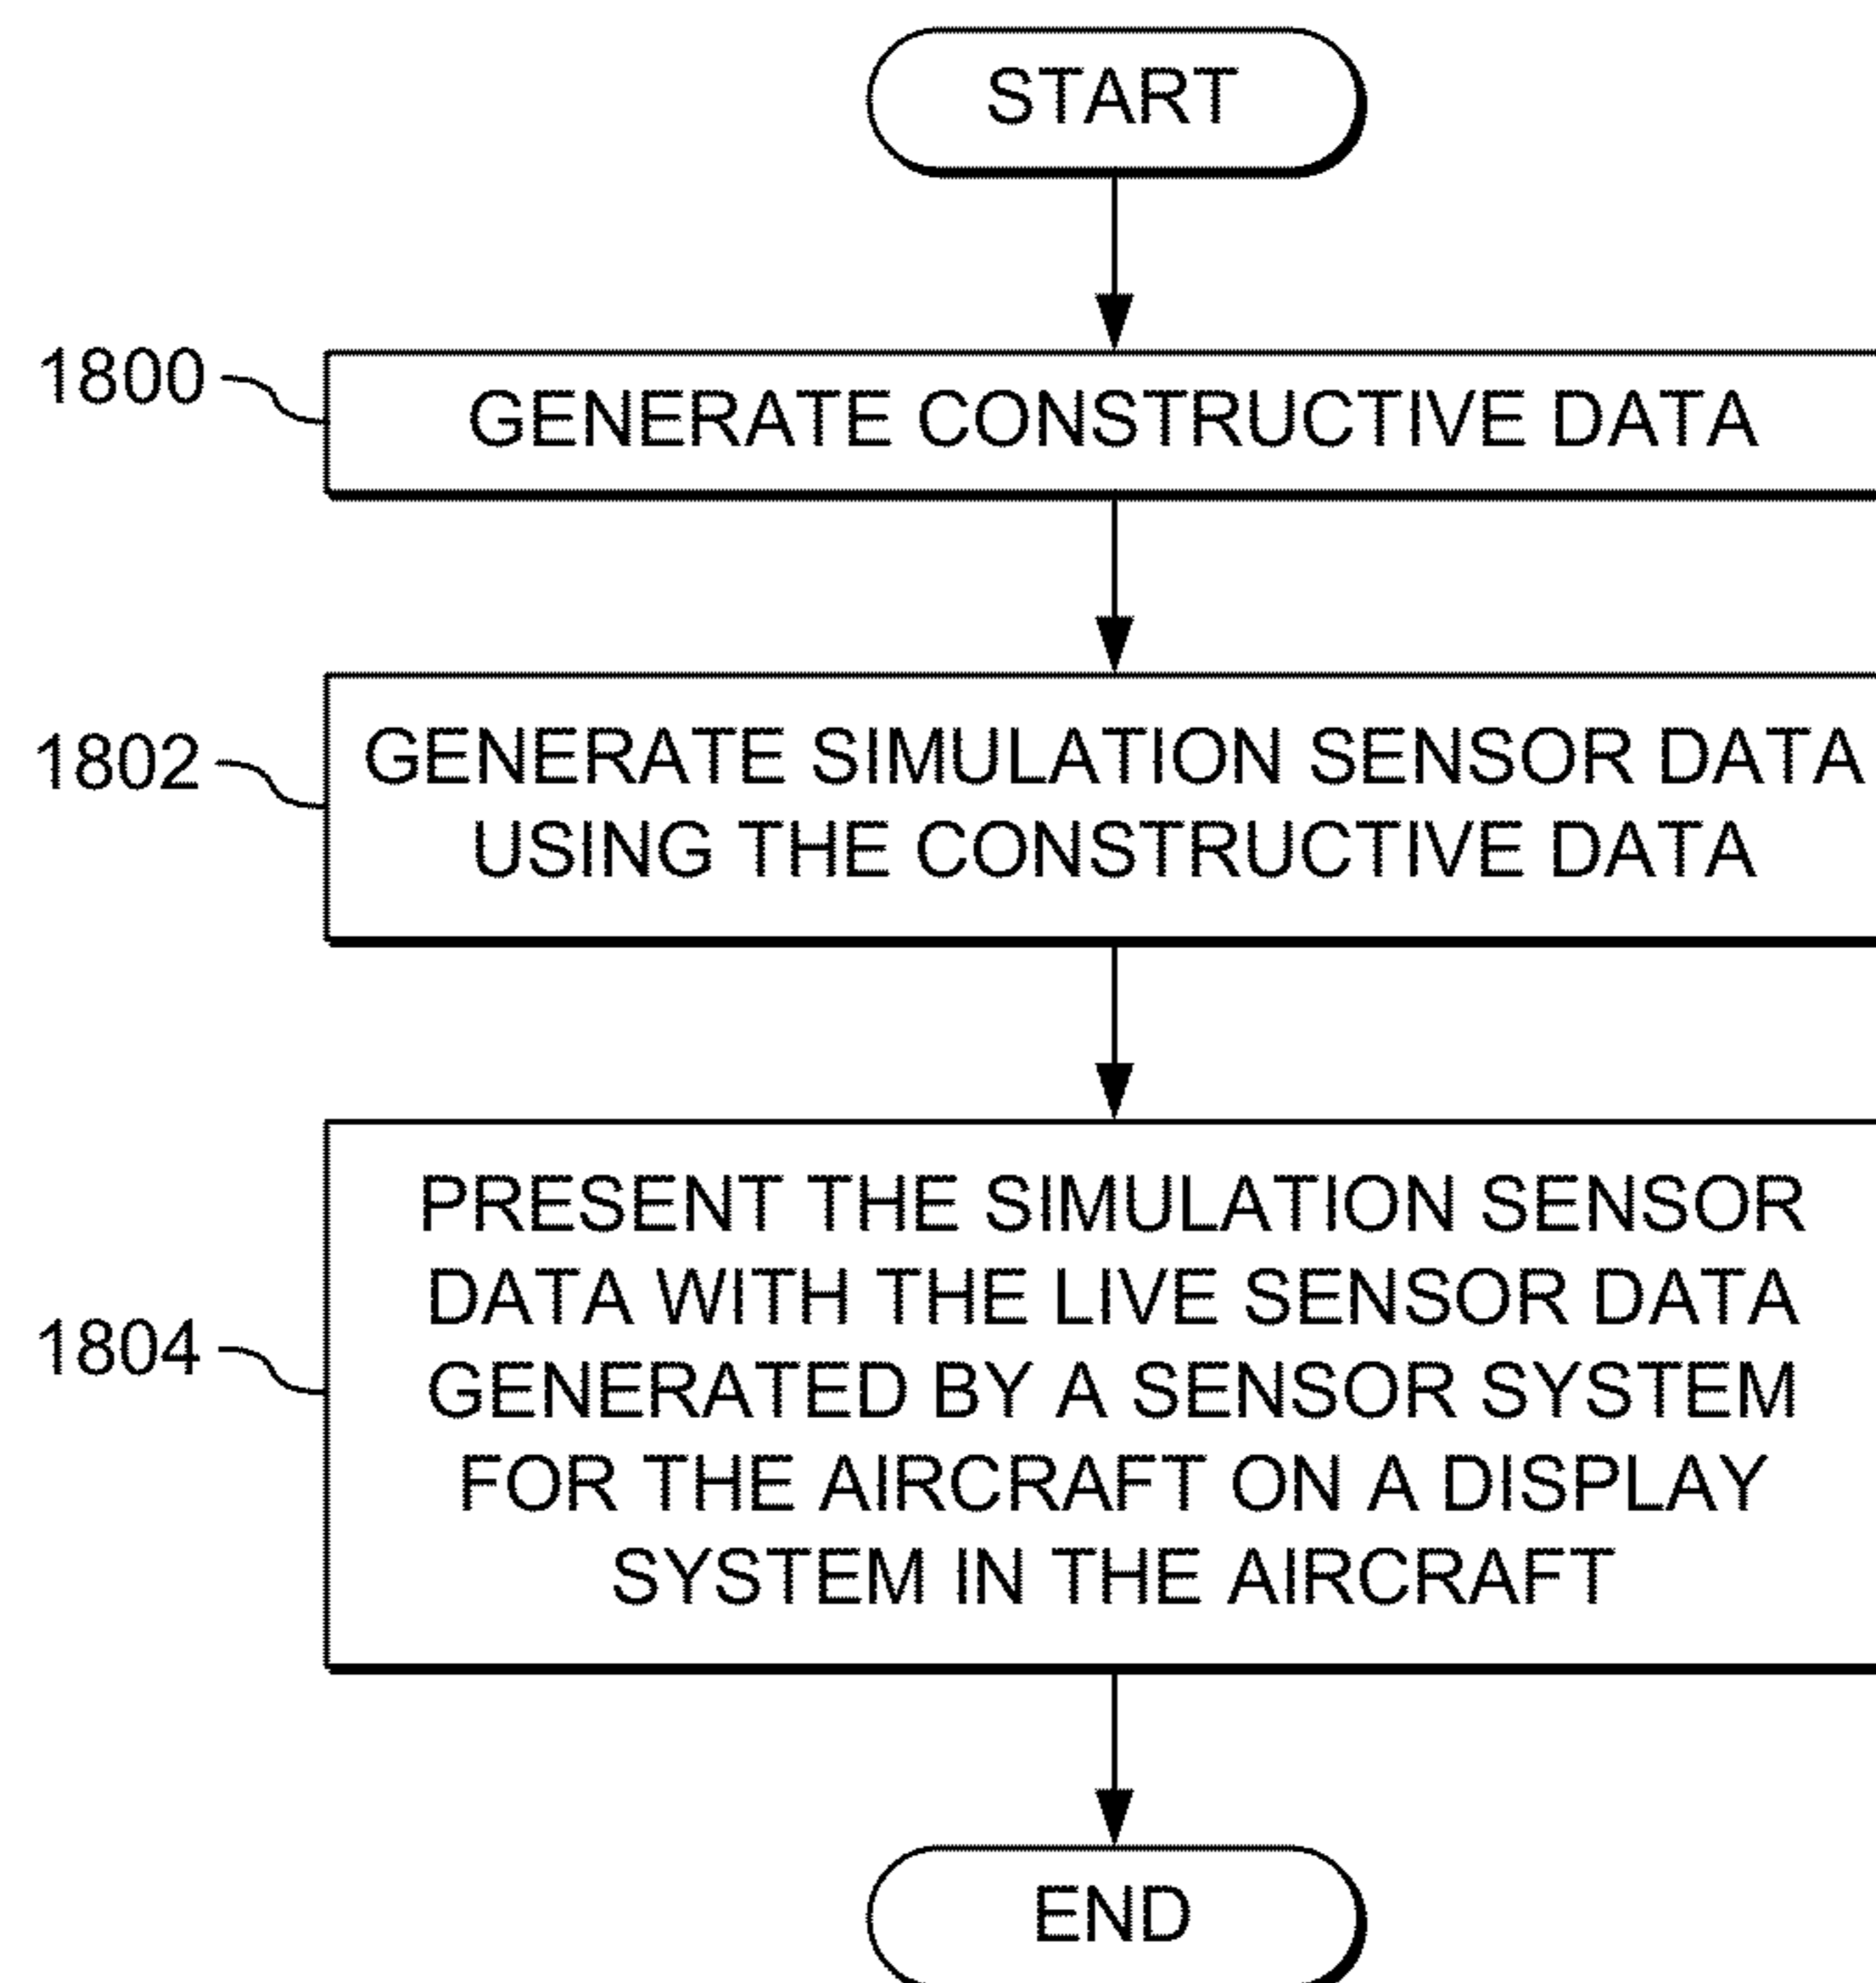 START
1800
GENERATE CONSTRUCTIVE DATA
1802
GENERATE SIMULATION SENSOR DATA
USING THE CONSTRUCTIVE DATA
1804
PRESENT THE SIMULATION SENSOR
DATA WITH THE LIVE SENSOR DATA
GENERATED BY A SENSOR SYSTEM
FOR THE AIRCRAFT ON A DISPLAY
SYSTEM IN THE AIRCRAFT
END